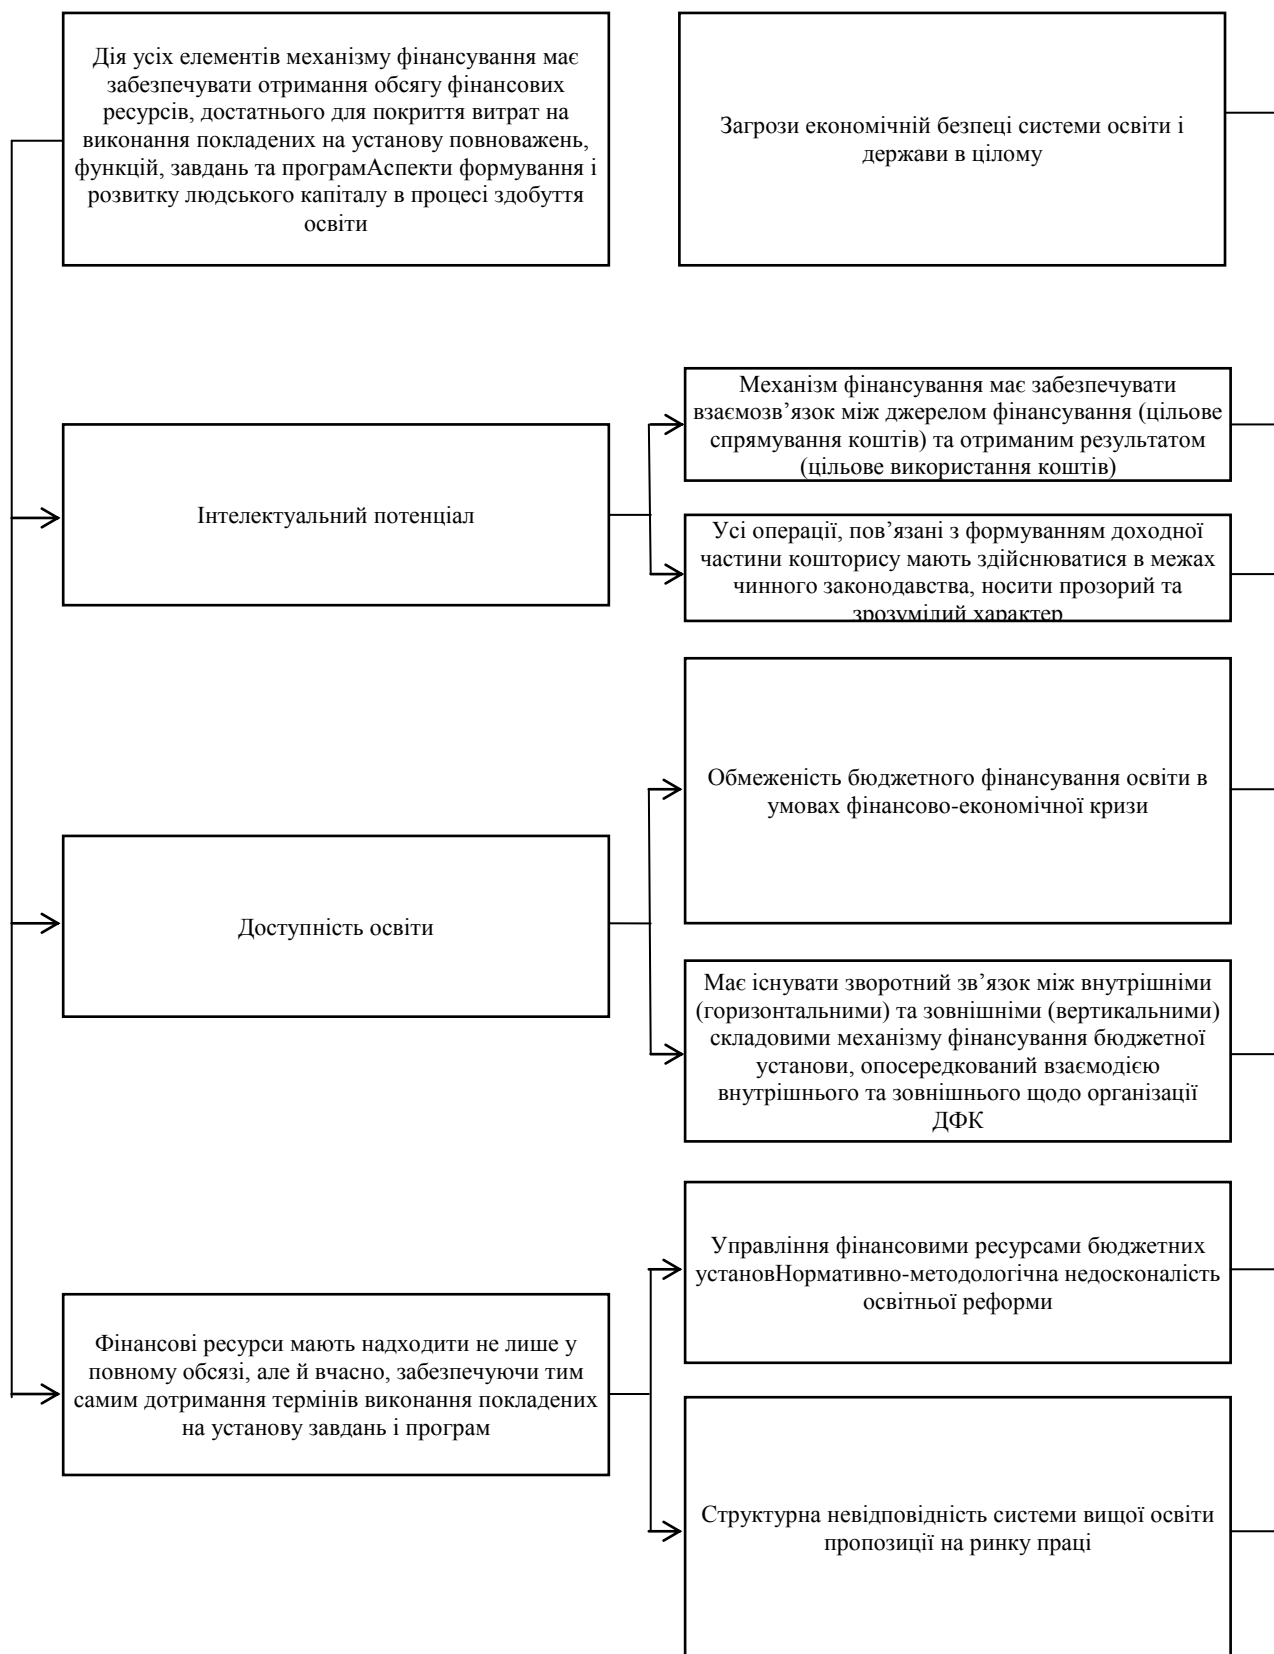 Дія усіх елементів механізму фінансування має
забезпечувати отримання обсягу фінансових
ресурсів, достатнього для покриття витрат на
виконання покладених на установу повноважень,
функцій, завдань та програмАспекти формування і
розвитку людського капіталу в процесі здобуття
освіти
Загрози економічній безпеці системи освіти і
держави в цілому
Інтелектуальний потенціал
Механізм фінансування має забезпечувати
взаємозв’язок між джерелом фінансування (цільове
спрямування коштів) та отриманим результатом
(цільове використання коштів)
Усі операції, пов’язані з формуванням доходної
частини кошторису мають здійснюватися в межах
чинного законодавства, носити прозорий та
зрозумілий характер
Доступність освіти
Обмеженість бюджетного фінансування освіти в
умовах фінансово-економічної кризи
Має існувати зворотний зв’язок між внутрішніми
(горизонтальними) та зовнішніми (вертикальними)
складовими механізму фінансування бюджетної
установи, опосередкований взаємодією
внутрішнього та зовнішнього щодо організації
ДФК
Фінансові ресурси мають надходити не лише у
повному обсязі, але й вчасно, забезпечуючи тим
самим дотримання термінів виконання покладених
на установу завдань і програм
Управління фінансовими ресурсами бюджетних
установНормативно-методологічна недосконалість
освітньої реформи
Структурна невідповідність системи вищої освіти
пропозиції на ринку праці